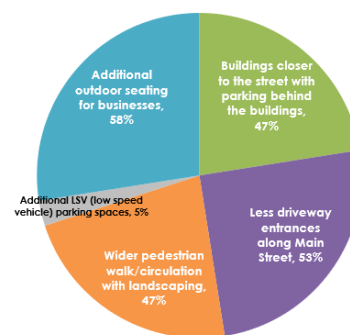 Additional
outdoor seating
for businesses,
58%
Buildings closer
to the street with
parking behind
the buildings,
47%
Additional LSV (low speed
vehicle) parking spaces, 5%
Less driveway
entrances
along Main
Street, 53%
Wider pedestrian
walk/circulation
with landscaping,
47%